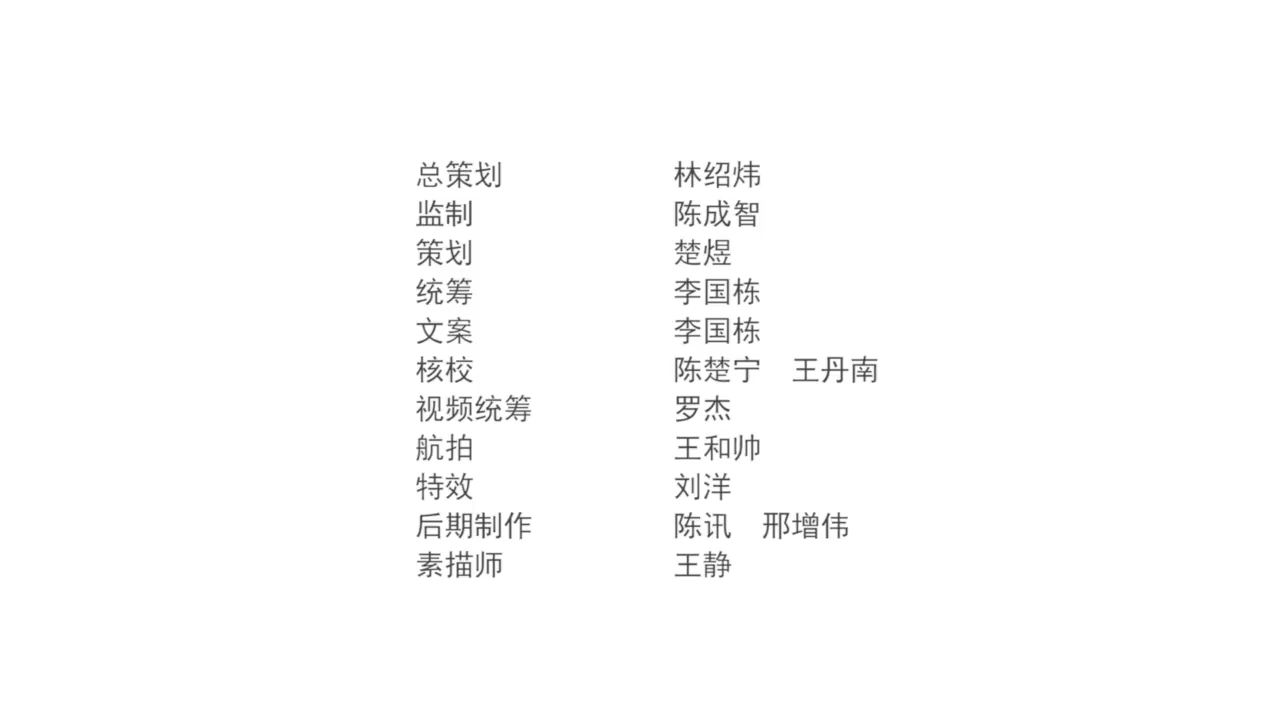 总策划 林绍炜
监制 陈成智
策划 楚煜
统筹 李国栋
文案 李国栋
核校 陈楚宁 王丹南
视频统筹 罗杰
航拍 王和帅
特效 刘洋
后期制作 陈讯 邢增伟
素描师 王静